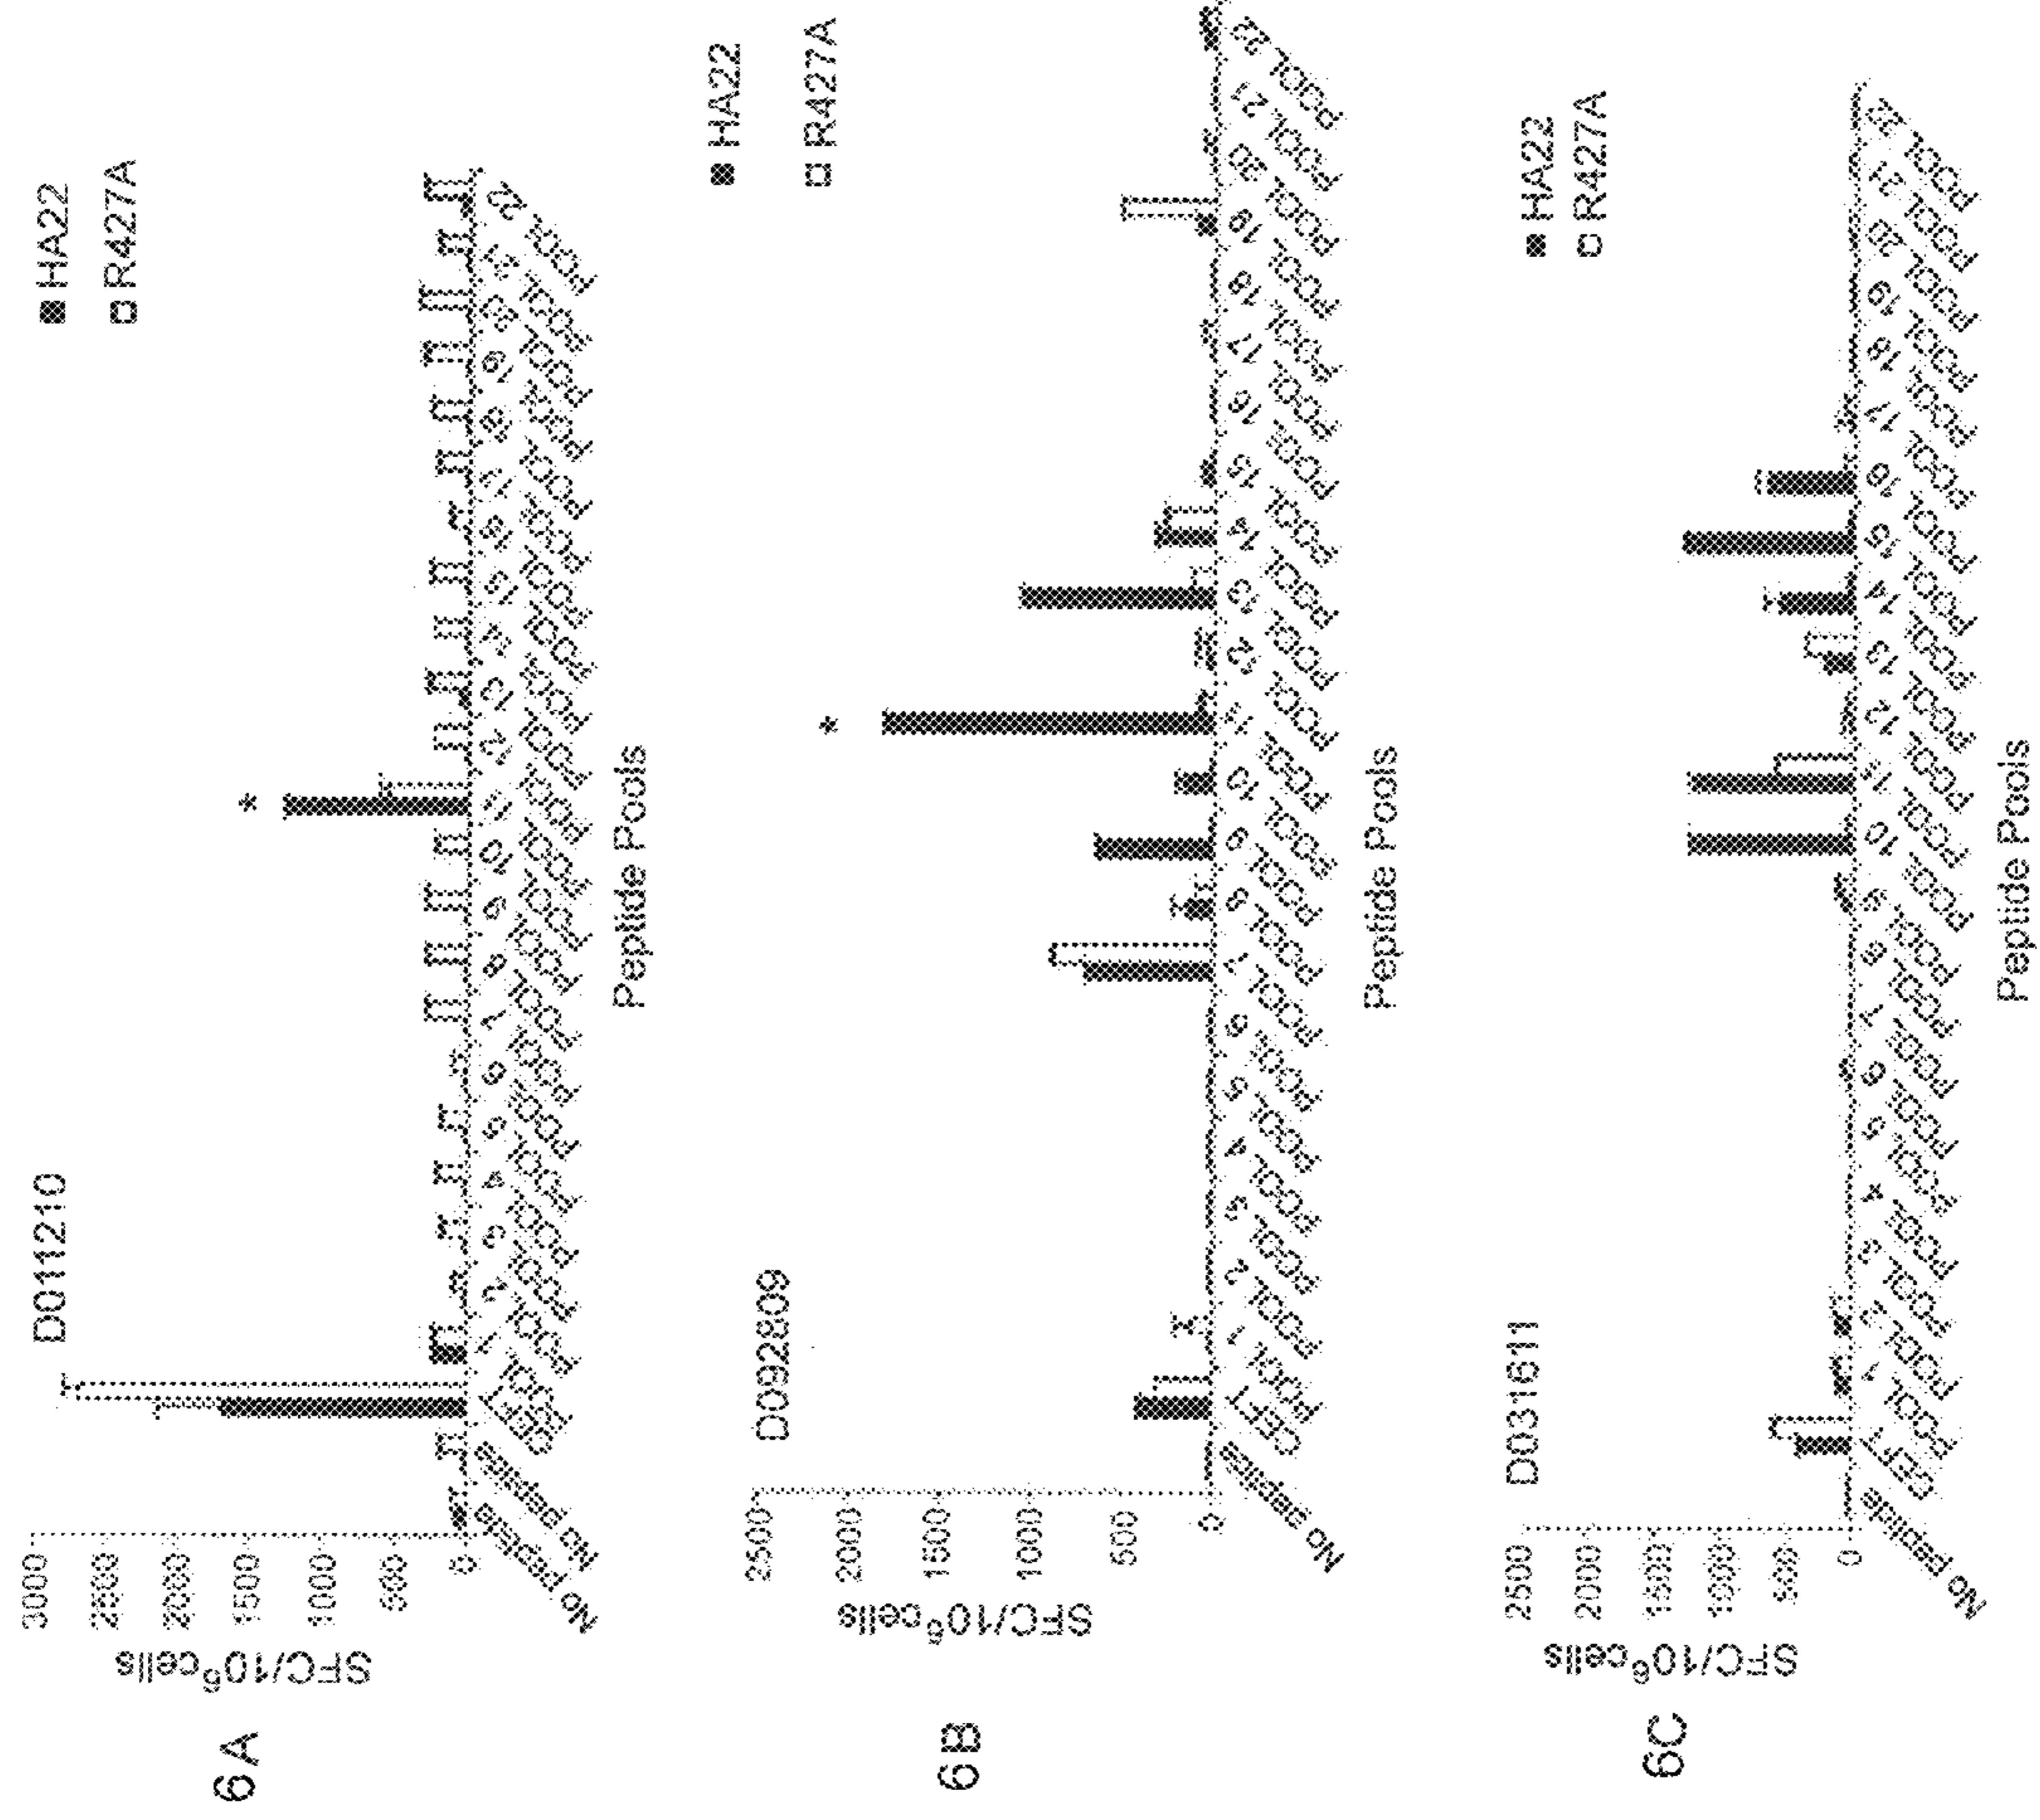 6A
D011210
■ HA22
□ R427A
SFC/10⁶cells
3000
2500
2000
1500
1000
500
0
No peptide
No peptide
CEFT
POOL 1
POOL 2
POOL 3
POOL 4
POOL 5
POOL 6
POOL 7
POOL 8
POOL 9
POOL 10
POOL 11
POOL 12
POOL 13
POOL 14
POOL 15
POOL 16
POOL 17
POOL 18
POOL 19
POOL 20
POOL 21
POOL 22
*
Peptide Pools
6B
D092809
■ HA22
□ R427A
SFC/10⁶cells
2500
2000
1500
1000
500
0
No peptide
CEFT
POOL 1
POOL 2
POOL 3
POOL 4
POOL 5
POOL 6
POOL 7
POOL 8
POOL 9
POOL 10
POOL 11
POOL 12
POOL 13
POOL 14
POOL 15
POOL 16
POOL 17
POOL 18
POOL 19
POOL 20
POOL 21
POOL 22
*
Peptide Pools
6C
D031611
■ HA22
□ R427A
SFC/10⁶cells
2500
2000
1500
1000
500
0
No peptide
CEFT
POOL 1
POOL 2
POOL 3
POOL 4
POOL 5
POOL 6
POOL 7
POOL 8
POOL 9
POOL 10
POOL 11
POOL 12
POOL 13
POOL 14
POOL 15
POOL 16
POOL 17
POOL 18
POOL 19
POOL 20
POOL 21
POOL 22
Peptide Pools